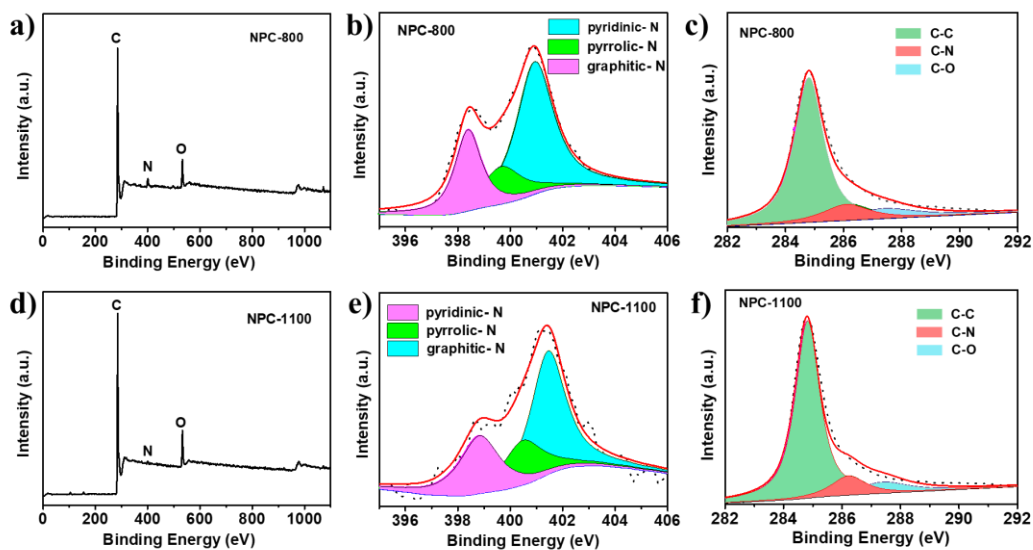 a)
NPC-800
C
N
O
Intensity (a.u.)
0 200 400 600 800 1000
Binding Energy (eV)
b)
NPC-800
pyridinic-N
pyrrolic-N
graphitic-N
Intensity (a.u.)
396 398 400 402 404 406
Binding Energy (eV)
c)
NPC-800
C-C
C-N
C-O
Intensity (a.u.)
282 284 286 288 290 292
Binding Energy (eV)
d)
NPC-1100
C
N
O
Intensity (a.u.)
0 200 400 600 800 1000
Binding Energy (eV)
e)
NPC-1100
pyridinic- N
pyrrolic- N
graphitic- N
Intensity (a.u.)
396 398 400 402 404 406
Binding Energy (eV)
f)
NPC-1100
C-C
C-N
C-O
Intensity (a.u.)
282 284 286 288 290 292
Binding Energy (eV)